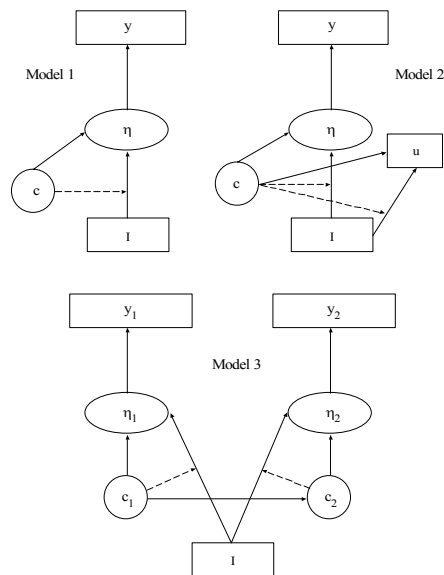 y
y
Model 1
Model 2
η
η
u
c
c
I
I
y₁
y₂
Model 3
η₁
η₂
c₁
c₂
I